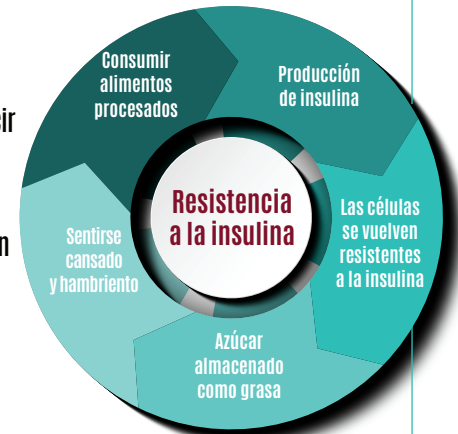 Consumir
alimentos
procesados
Producción
de insulina
Las células
se vuelven
resistentes
a la insulina
Azúcar
almacenado
como grasa
Sentirse
cansado
y hambriento
Resistencia
a la insulina